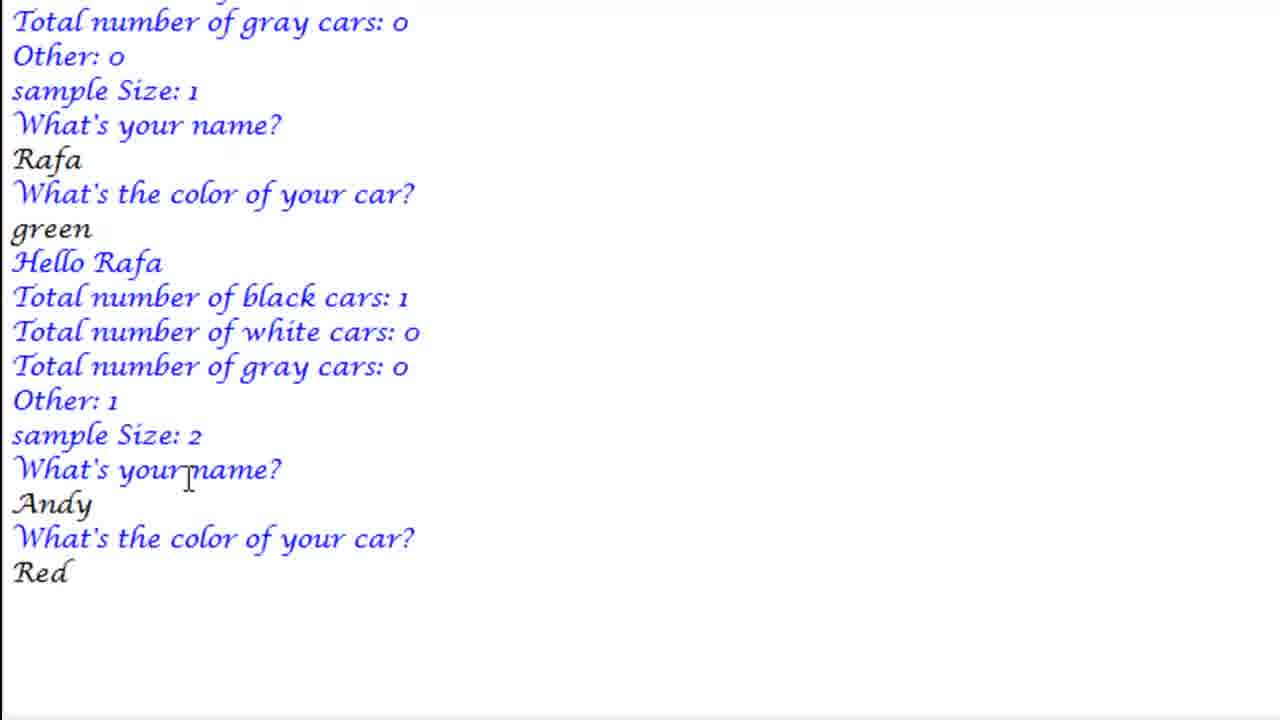 Total number of gray cars: 0
Other: 0
sample Size: 1
What's your name?
Rafa
What's the color of your car?
green
Hello Rafa
Total number of black cars: 1
Total number of white cars: 0
Total number of gray cars: 0
Other: 1
sample Size: 2
What's your name?
Andy
What's the color of your car?
Red